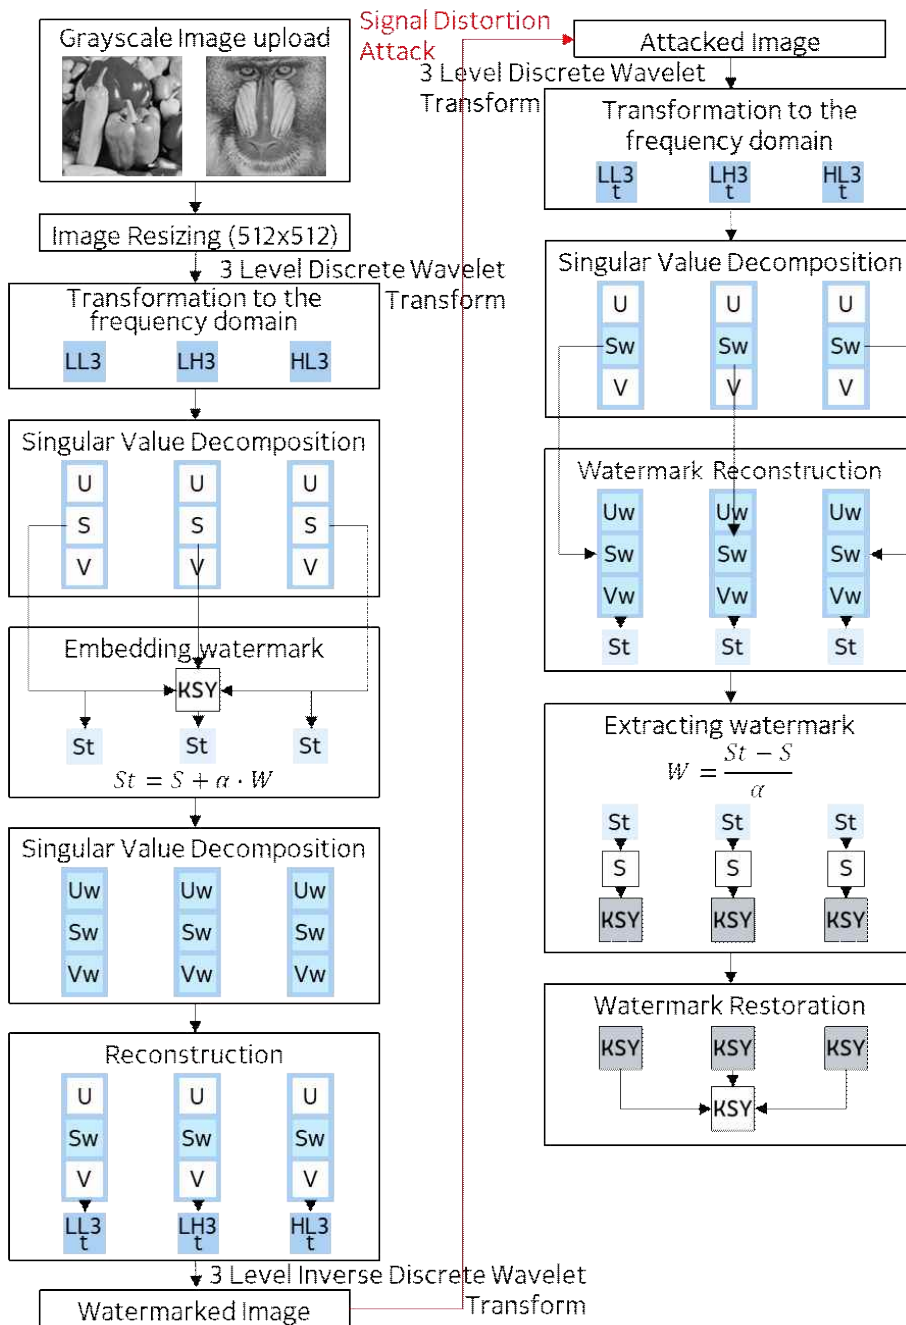 Grayscale Image upload
Image Resizing (512x512)
3 Level Discrete Wavelet
Transform
Transformation to the
frequency domain
LL3 LH3 HL3
Singular Value Decomposition
U U U
S S S
V V V
Embedding watermark
KSY
St St St
St = S + α · W
Singular Value Decomposition
Uw Uw Uw
Sw Sw Sw
Vw Vw Vw
Reconstruction
U U U
Sw Sw Sw
V V V
LL3 LH3 HL3
t t t
3 Level Inverse Discrete Wavelet
Transform
Watermarked Image
Signal Distortion
Attack
Attacked Image
3 Level Discrete Wavelet
Transform
Transformation to the
frequency domain
LL3 LH3 HL3
t t t
Singular Value Decomposition
U U U
Sw Sw Sw
V V V
Watermark Reconstruction
Uw Uw Uw
Sw Sw Sw
Vw Vw Vw
St St St
Extracting watermark
W = (St − S) / α
St St St
S S S
KSY KSY KSY
Watermark Restoration
KSY KSY KSY
KSY